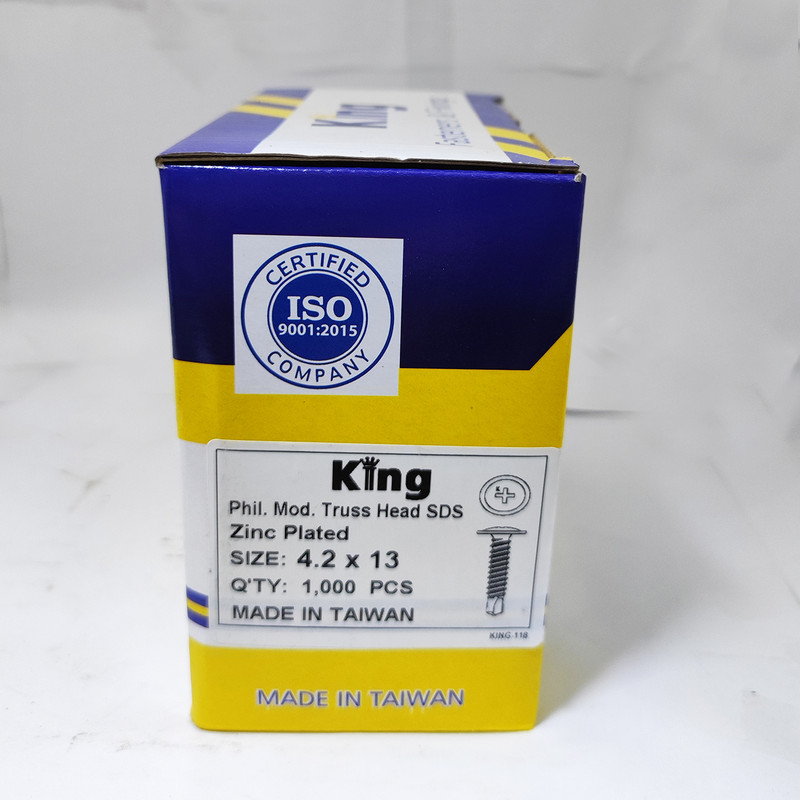 King
CERTIFIED
ISO
9001:2015
COMPANY
King
Phil. Mod. Truss Head SDS
Zinc Plated
SIZE: 4.2 x 13
Q'TY: 1,000 PCS
MADE IN TAIWAN
KING-118
MADE IN TAIWAN